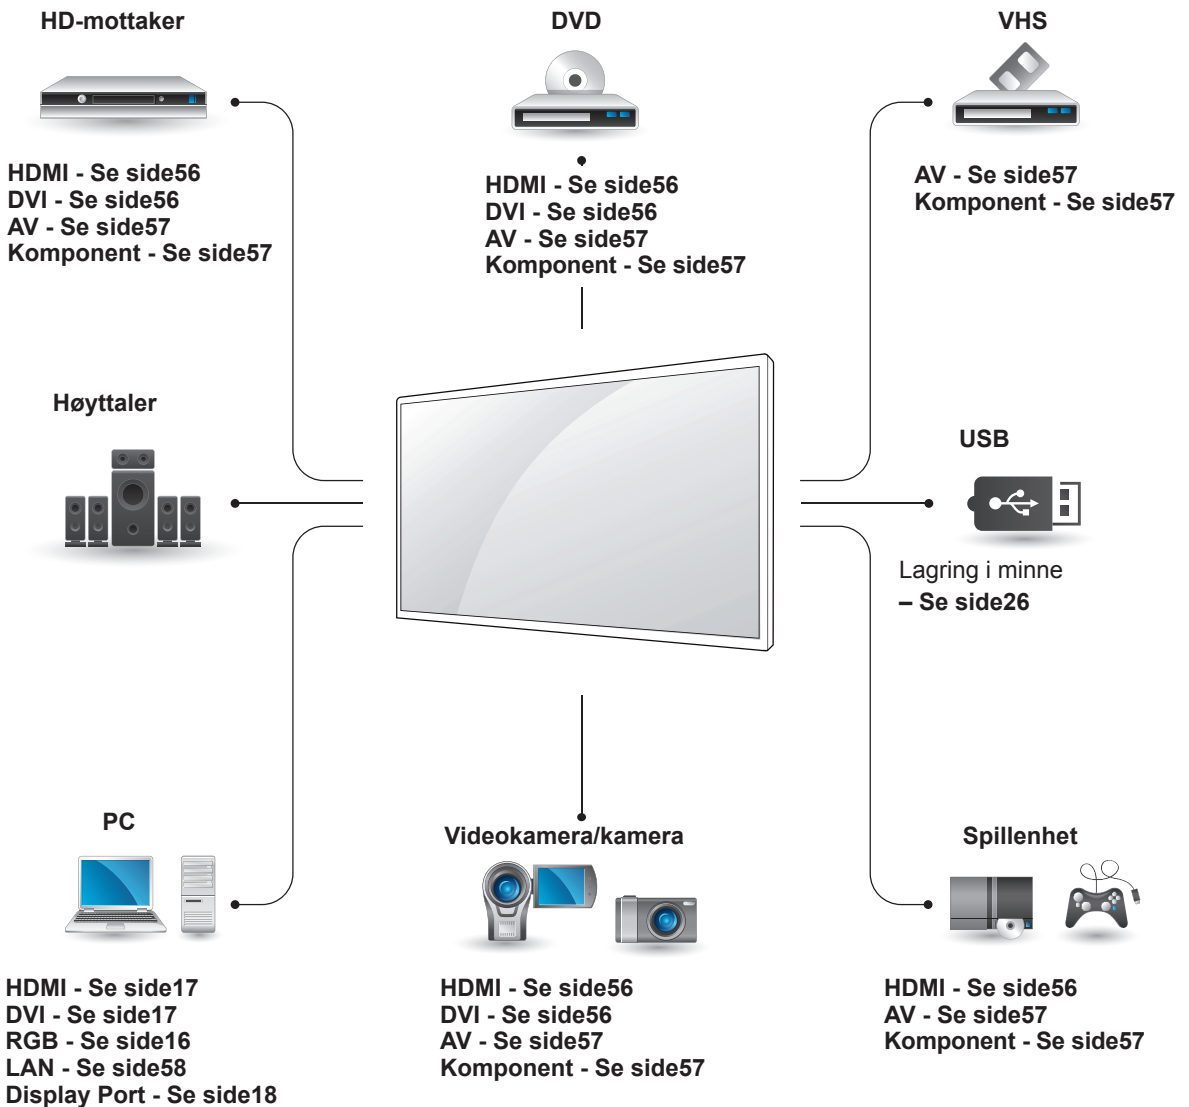 HD-mottaker
HDMI - Se side56
DVI - Se side56
AV - Se side57
Komponent - Se side57
DVD
HDMI - Se side56
DVI - Se side56
AV - Se side57
Komponent - Se side57
VHS
AV - Se side57
Komponent - Se side57
Høyttaler
USB
Lagring i minne
– Se side26
PC
HDMI - Se side17
DVI - Se side17
RGB - Se side16
LAN - Se side58
Display Port - Se side18
Videokamera/kamera
HDMI - Se side56
DVI - Se side56
AV - Se side57
Komponent - Se side57
Spillenhet
HDMI - Se side56
AV - Se side57
Komponent - Se side57